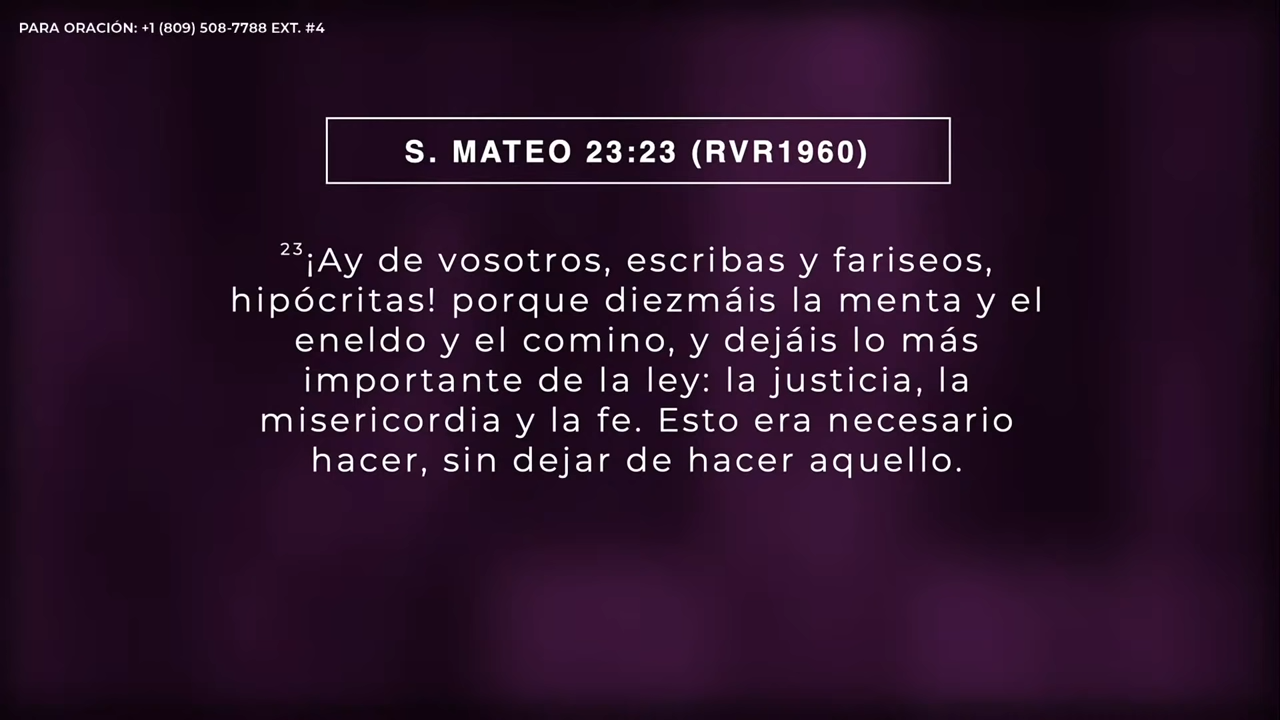 PARA ORACIÓN: +1 (809) 508-7788 EXT. #4
S. MATEO 23:23 (RVR1960)
23¡Ay de vosotros, escribas y fariseos,
hipócritas! porque diezmáis la menta y el
eneldo y el comino, y dejáis lo más
importante de la ley: la justicia, la
misericordia y la fe. Esto era necesario
hacer, sin dejar de hacer aquello.